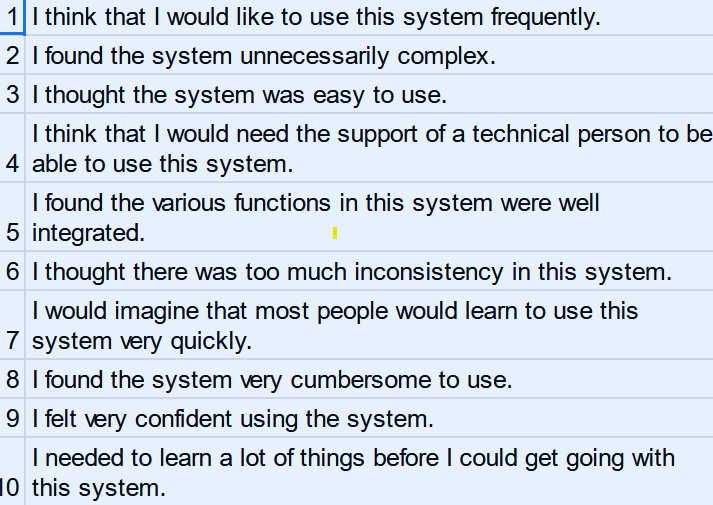 1 I think that I would like to use this system frequently.
2 I found the system unnecessarily complex.
3 I thought the system was easy to use.
I think that I would need the support of a technical person to be
4 able to use this system.
I found the various functions in this system were well
5 integrated.
6 I thought there was too much inconsistency in this system.
I would imagine that most people would learn to use this
7 system very quickly.
8 I found the system very cumbersome to use.
9 I felt very confident using the system.
I needed to learn a lot of things before I could get going with
10 this system.